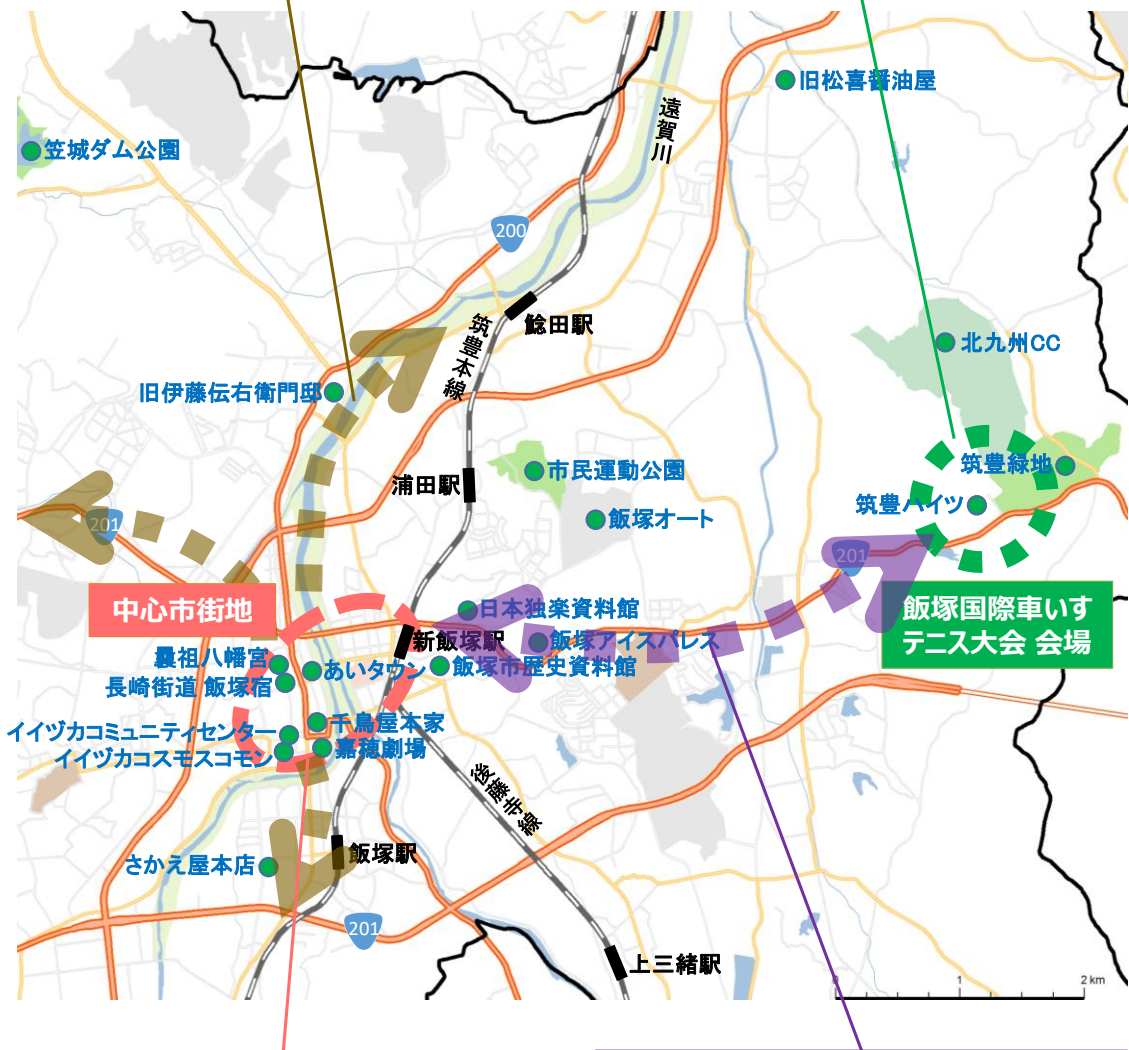 旧松喜醤油屋
遠賀川
笠城ダム公園
200
鯰田駅
筑豊本線
北九州CC
旧伊藤伝右衛門邸
市民運動公園
筑豊緑地
浦田駅
筑豊ハイツ
飯塚オート
201
201
中心市街地
日本独楽資料館
飯塚国際車いす
テニス大会 会場
新飯塚駅
飯塚アイスパレス
曩祖八幡宮
あいタウン
飯塚市歴史資料館
長崎街道 飯塚宿
千鳥屋本家
イイヅカコミュニティセンター
嘉穂劇場
イイヅカコスモスコモン
後藤寺線
飯塚駅
さかえ屋本店
201
上三緒駅
0 1 2 km